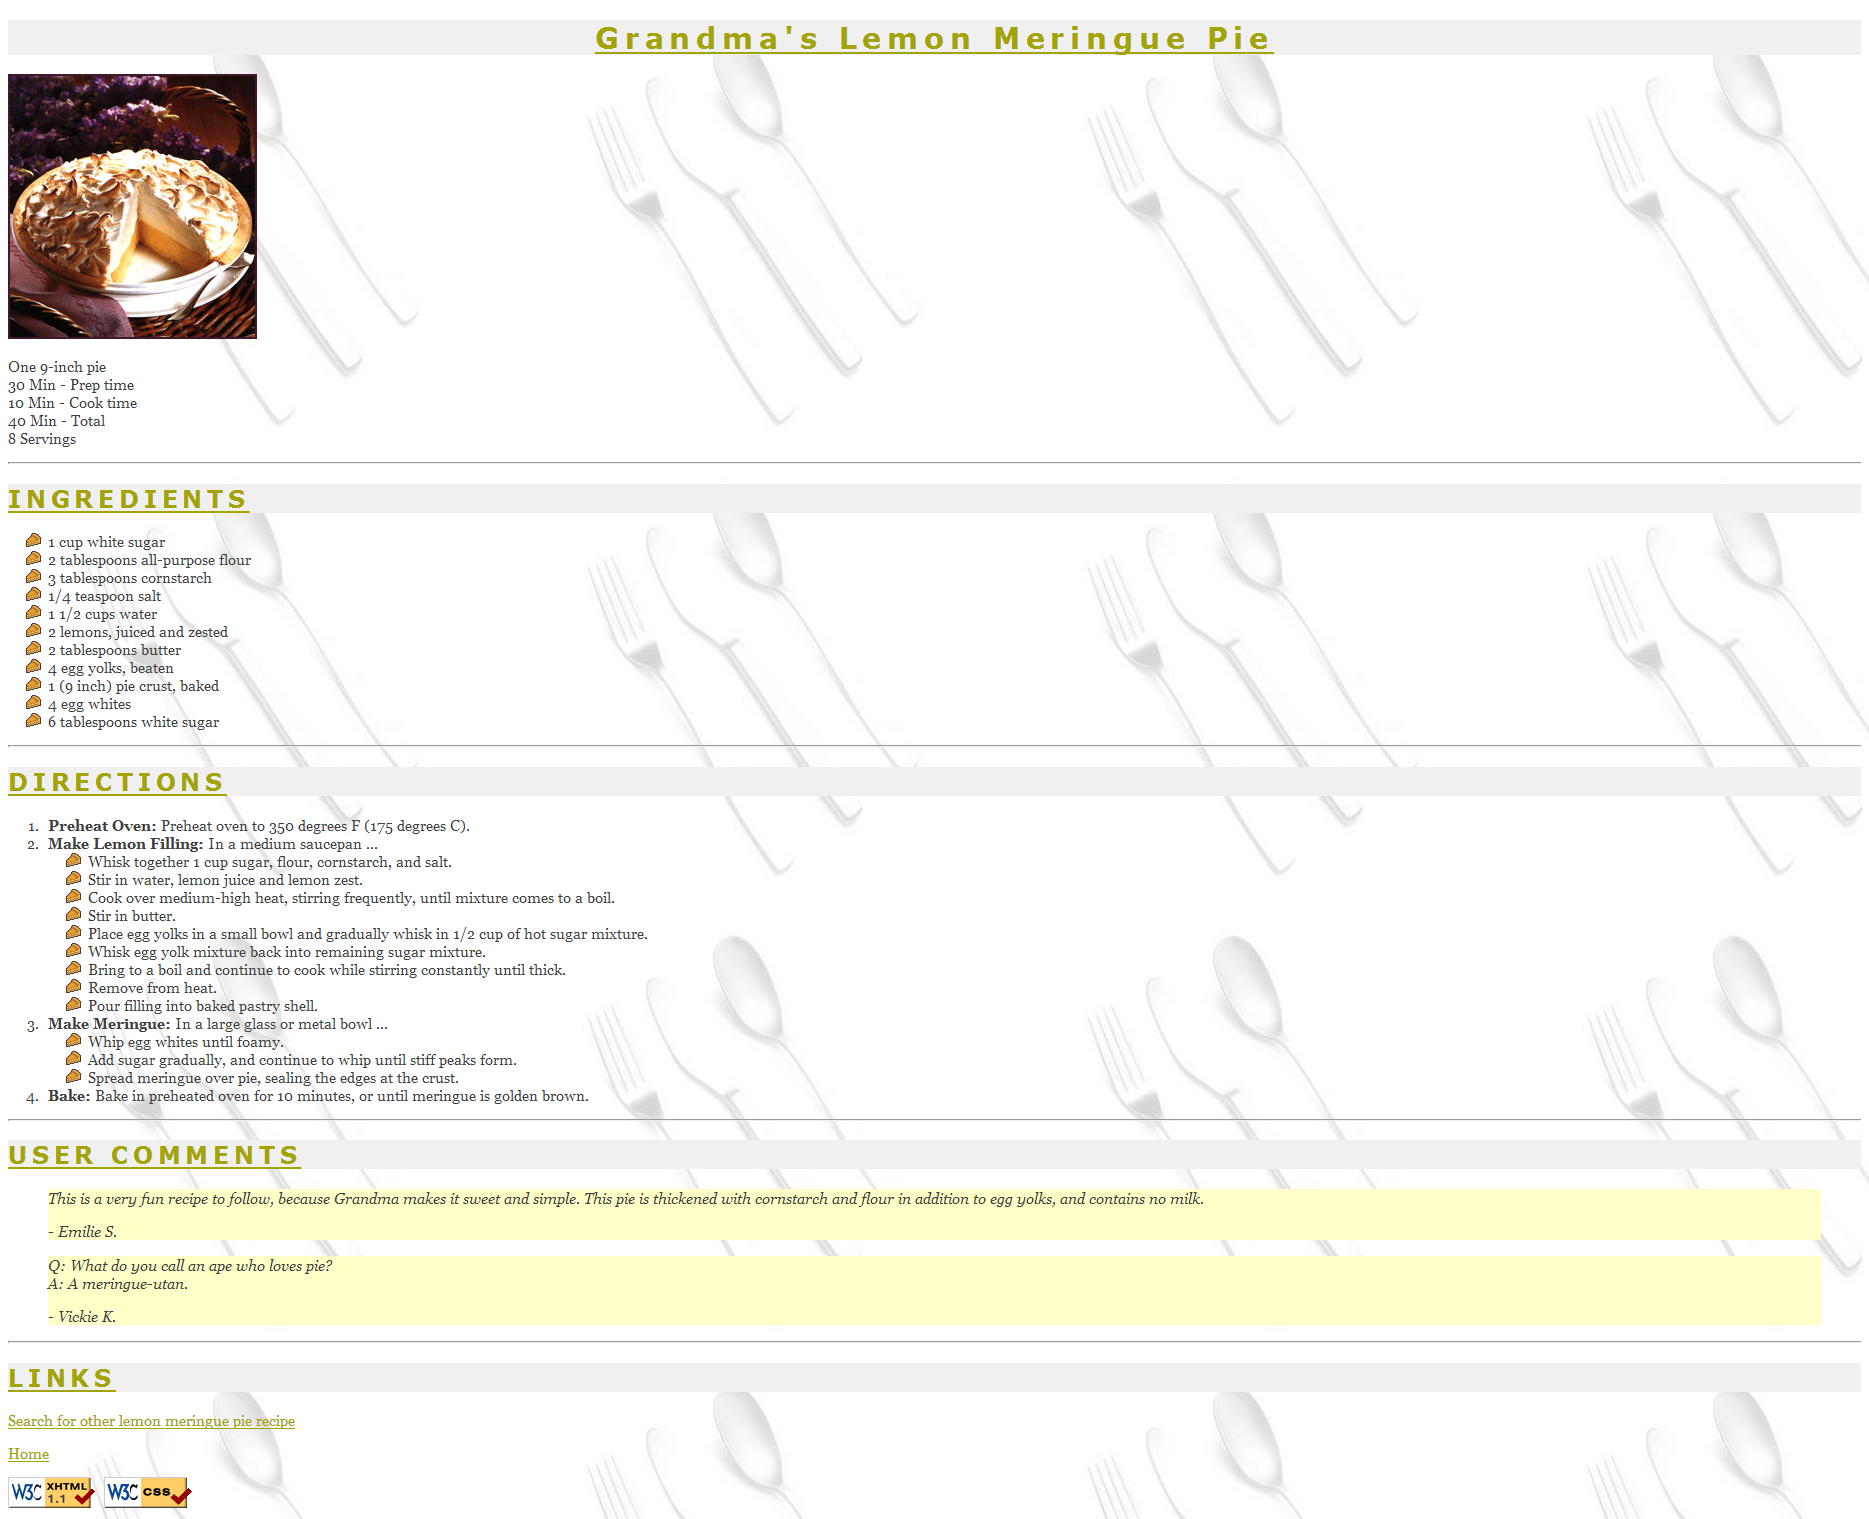 Grandma's Lemon Meringue Pie
One 9-inch pie
30 Min - Prep time
10 Min - Cook time
40 Min - Total
8 Servings
INGREDIENTS
1 cup white sugar
2 tablespoons all-purpose flour
3 tablespoons cornstarch
1/4 teaspoon salt
1 1/2 cups water
2 lemons, juiced and zested
2 tablespoons butter
4 egg yolks, beaten
1 (9 inch) pie crust, baked
4 egg whites
6 tablespoons white sugar
DIRECTIONS
1. Preheat Oven: Preheat oven to 350 degrees F (175 degrees C).
2. Make Lemon Filling: In a medium saucepan ...
Whisk together 1 cup sugar, flour, cornstarch, and salt.
Stir in water, lemon juice and lemon zest.
Cook over medium-high heat, stirring frequently, until mixture comes to a boil.
Stir in butter.
Place egg yolks in a small bowl and gradually whisk in 1/2 cup of hot sugar mixture.
Whisk egg yolk mixture back into remaining sugar mixture.
Bring to a boil and continue to cook while stirring constantly until thick.
Remove from heat.
Pour filling into baked pastry shell.
3. Make Meringue: In a large glass or metal bowl ...
Whip egg whites until foamy.
Add sugar gradually, and continue to whip until stiff peaks form.
Spread meringue over pie, sealing the edges at the crust.
4. Bake: Bake in preheated oven for 10 minutes, or until meringue is golden brown.
USER COMMENTS
This is a very fun recipe to follow, because Grandma makes it sweet and simple. This pie is thickened with cornstarch and flour in addition to egg yolks, and contains no milk.
- Emilie S.
Q: What do you call an ape who loves pie?
A: A meringue-utan.
- Vickie K.
LINKS
Search for other lemon meringue pie recipe
Home
W3C XHTML 1.1 W3C CSS